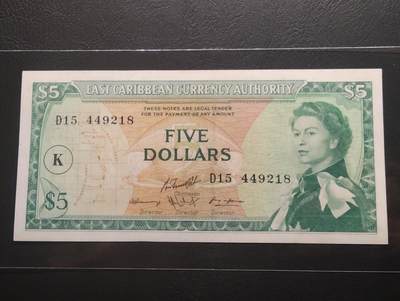 $5 EAST CARIBBEAN CURRENCY AUTHORITY $5
THESE NOTES ARE LEGAL TENDER
FOR THE PAYMENT OF ANY AMOUNT
D15 449218
FIVE
DOLLARS
K
D15 449218
$5
Chairman
Director Director Director